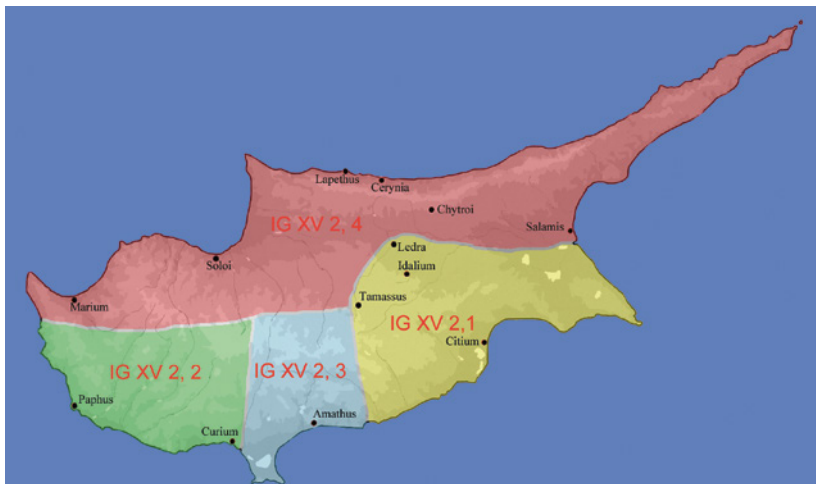 Lapethus
Cerynia
Chytroi
IG XV 2, 4
Salamis
Ledra
Soloi
Idalium
Marium
Tamassus
IG XV 2,1
Citium
IG XV 2, 2
IG XV 2, 3
Paphus
Amathus
Curium